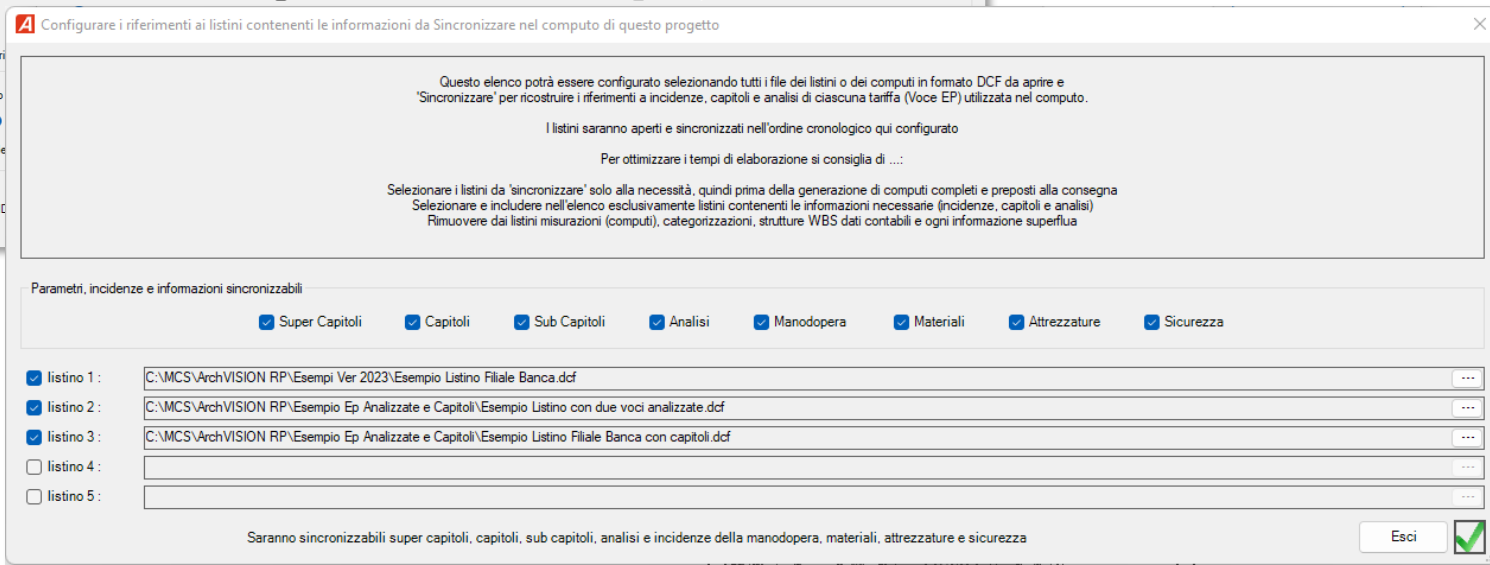 Configurare i riferimenti ai listini contenenti le informazioni da Sincronizzare nel computo di questo progetto
Questo elenco potrà essere configurato selezionando tutti i file dei listini o dei computi in formato DCF da aprire e
'Sincronizzare' per ricostruire i riferimenti a incidenze, capitoli e analisi di ciascuna tariffa (Voce EP) utilizzata nel computo.
I listini saranno aperti e sincronizzati nell'ordine cronologico qui configurato
Per ottimizzare i tempi di elaborazione si consiglia di ...:
Selezionare i listini da 'sincronizzare' solo alla necessità, quindi prima della generazione di computi completi e preposti alla consegna
Selezionare e includere nell'elenco esclusivamente listini contenenti le informazioni necessarie (incidenze, capitoli e analisi)
Rimuovere dai listini misurazioni (computi), categorizzazioni, strutture WBS dati contabili e ogni informazione superflua
Parametri, incidenze e informazioni sincronizzabili
Super Capitoli Capitoli Sub Capitoli Analisi Manodopera Materiali Attrezzature Sicurezza
listino 1 : C:\MCS\ArchVISION RP\Esempi Ver 2023\Esempio Listino Filiale Banca.dcf ...
listino 2 : C:\MCS\ArchVISION RP\Esempio Ep Analizzate e Capitoli\Esempio Listino con due voci analizzate.dcf ...
listino 3 : C:\MCS\ArchVISION RP\Esempio Ep Analizzate e Capitoli\Esempio Listino Filiale Banca con capitoli.dcf ...
listino 4 : ...
listino 5 : ...
Saranno sincronizzabili super capitoli, capitoli, sub capitoli, analisi e incidenze della manodopera, materiali, attrezzature e sicurezza
Esci